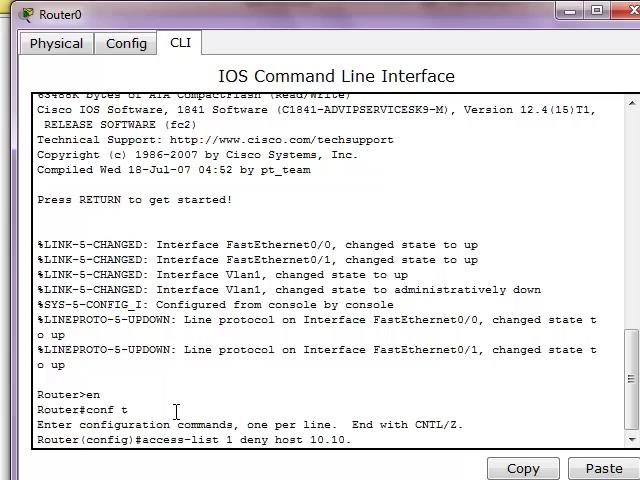 Router0
Physical Config CLI
IOS Command Line Interface
63488K bytes of ATA CompactFlash (Read/Write)
Cisco IOS Software, 1841 Software (C1841-ADVIPSERVICESK9-M), Version 12.4(15)T1,
RELEASE SOFTWARE (fc2)
Technical Support: http://www.cisco.com/techsupport
Copyright (c) 1986-2007 by Cisco Systems, Inc.
Compiled Wed 18-Jul-07 04:52 by pt_team
Press RETURN to get started!
%LINK-5-CHANGED: Interface FastEthernet0/0, changed state to up
%LINK-5-CHANGED: Interface FastEthernet0/1, changed state to up
%LINK-5-CHANGED: Interface Vlan1, changed state to up
%LINK-5-CHANGED: Interface Vlan1, changed state to administratively down
%SYS-5-CONFIG_I: Configured from console by console
%LINEPROTO-5-UPDOWN: Line protocol on Interface FastEthernet0/0, changed state t
o up
%LINEPROTO-5-UPDOWN: Line protocol on Interface FastEthernet0/1, changed state t
o up
Router>en
Router#conf t
Enter configuration commands, one per line. End with CNTL/Z.
Router(config)#access-list 1 deny host 10.10.
Copy Paste